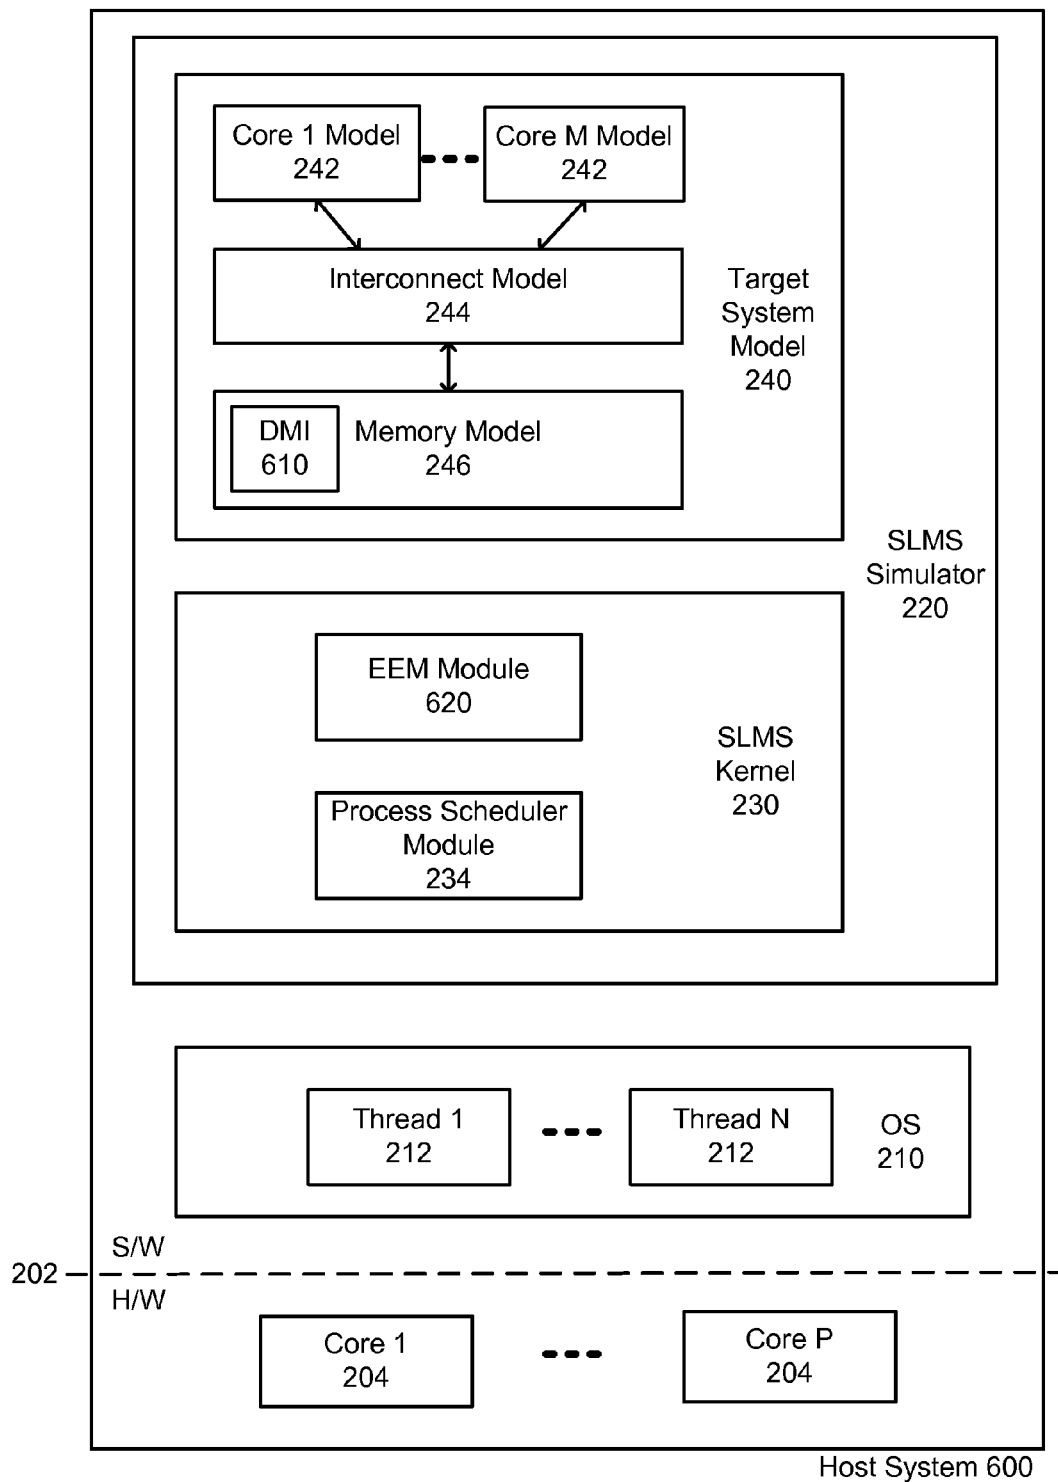 Core 1 Model
242
Core M Model
242
Interconnect Model
244
Target
System
Model
240
DMI
610
Memory Model
246
SLMS
Simulator
220
EEM Module
620
SLMS
Kernel
230
Process Scheduler
Module
234
Thread 1
212
Thread N
212
OS
210
S/W
202
H/W
Core 1
204
Core P
204
Host System 600